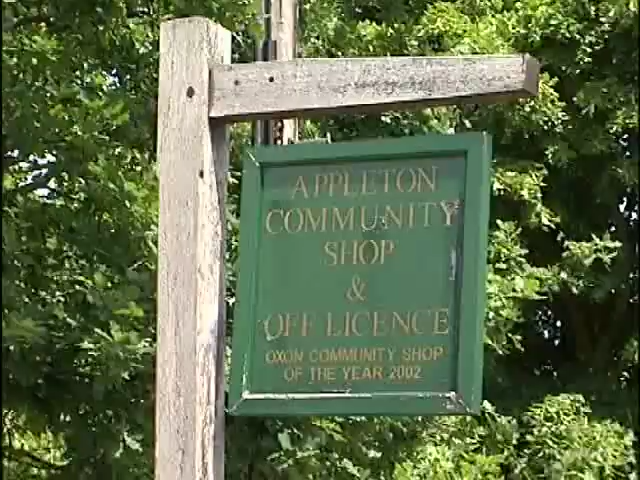 APPLETON
COMMUNITY
SHOP
&
OFF LICENCE
OXON COMMUNITY SHOP
OF THE YEAR 2002